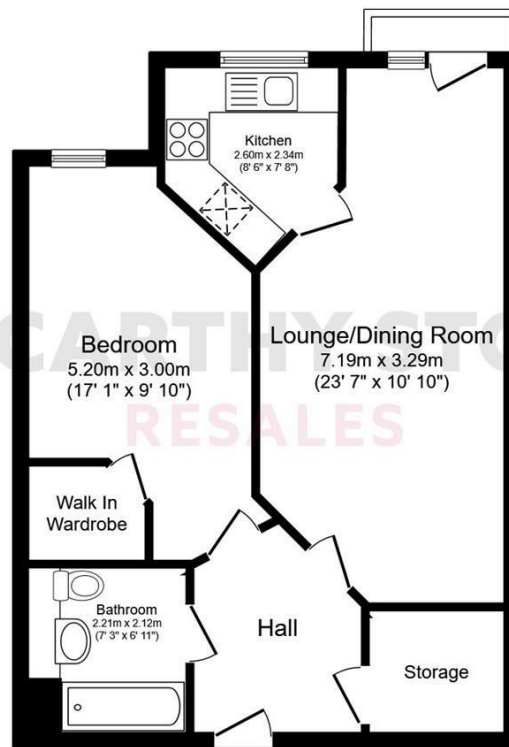 Kitchen
2.60m x 2.34m
(8' 6" x 7' 8")
CARTHY STO
Lounge/Dining Room
7.19m x 3.29m
(23' 7" x 10' 10")
Bedroom
5.20m x 3.00m
(17' 1" x 9' 10")
RESALES
Walk In
Wardrobe
Bathroom
2.21m x 2.12m
(7' 3" x 6' 11")
Hall
Storage